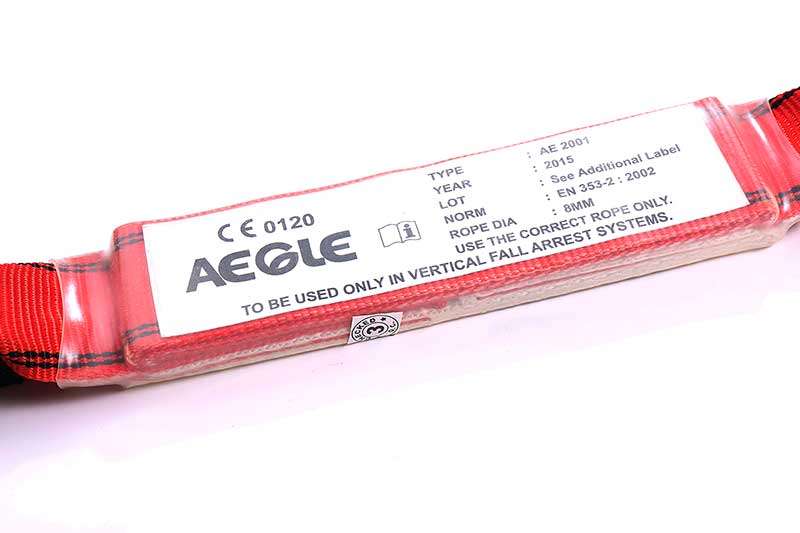 CE 0120
AEGLE
TYPE : AE 2001
YEAR : 2015
LOT : See Additional Label
NORM : EN 353-2 : 2002
ROPE DIA : 8MM
USE THE CORRECT ROPE ONLY.
TO BE USED ONLY IN VERTICAL FALL ARREST SYSTEMS.
3